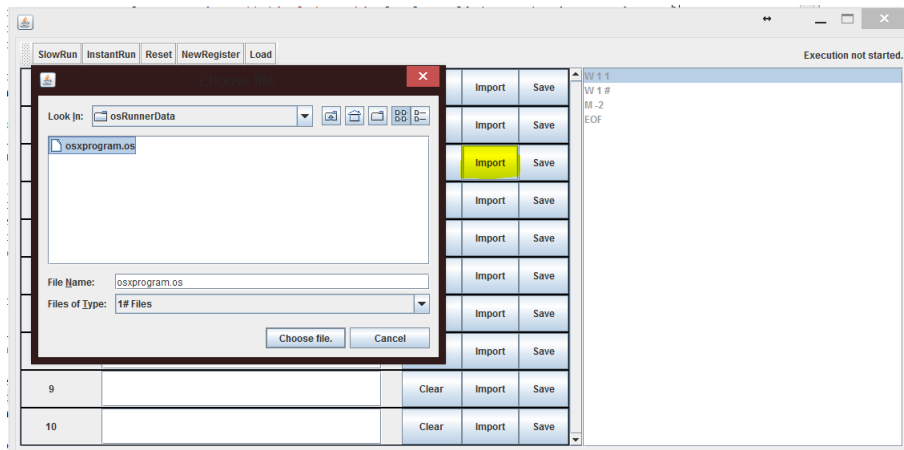 SlowRun InstantRun Reset NewRegister Load
Execution not started.
Choose file.
Look In: osRunnerData
osxprogram.os
File Name: osxprogram.os
Files of Type: 1# Files
Choose file. Cancel
Import Save
Import Save
Import Save
Import Save
Import Save
Import Save
Import Save
Import Save
9 Clear Import Save
10 Clear Import Save
W 1 1
W 1 #
M -2
EOF